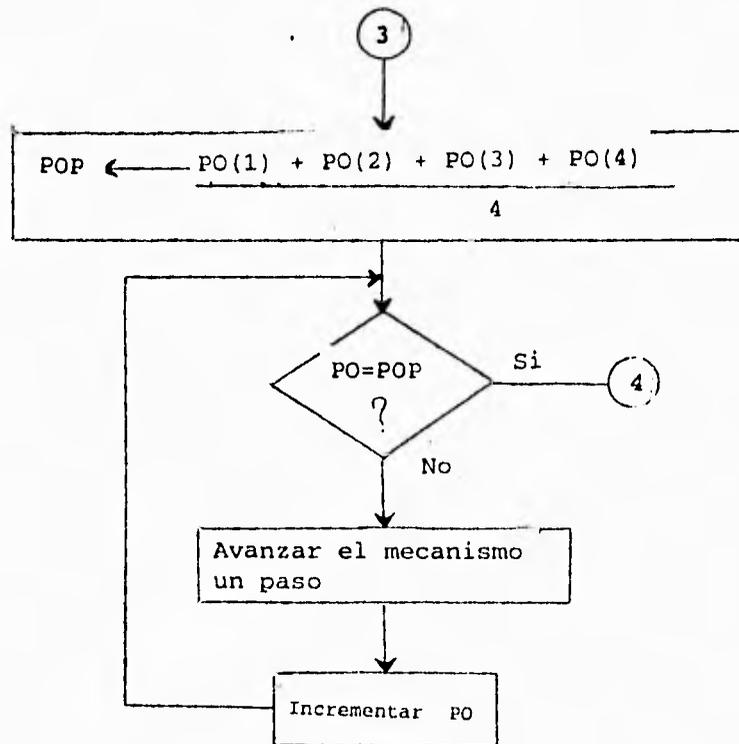 3
POP ← PO(1) + PO(2) + PO(3) + PO(4)
4
PO=POP
?
Si
4
No
Avanzar el mecanismo
un paso
Incrementar PO